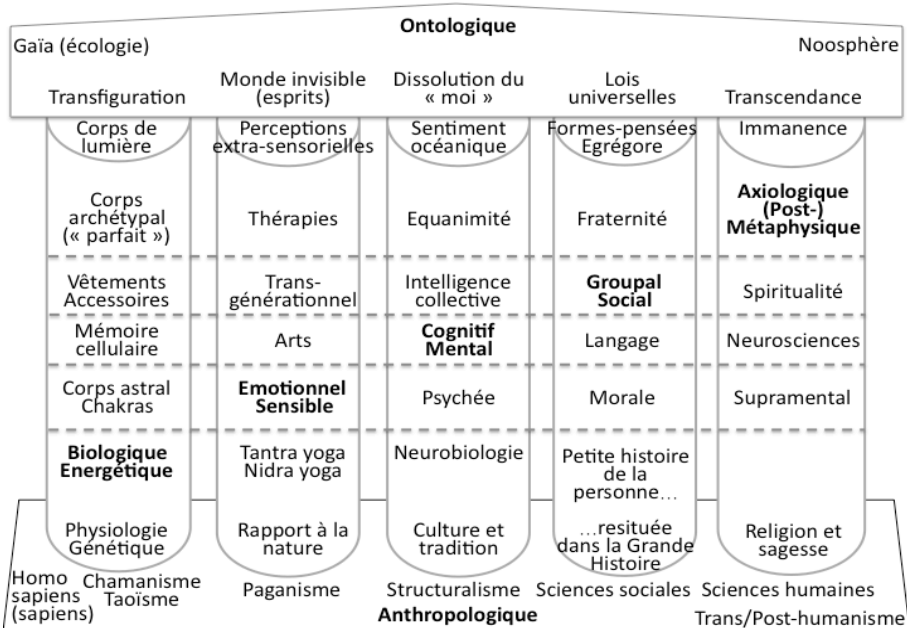 Ontologique
Gaïa (écologie)
Noosphère
Transfiguration
Monde invisible
(esprits)
Dissolution du
« moi »
Lois
universelles
Transcendance
Corps de
lumière
Perceptions
extra-sensorielles
Sentiment
océanique
Formes-pensées
Egrégore
Immanence
Corps
archétypal
(« parfait »)
Thérapies
Equanimité
Fraternité
Axiologique
(Post-)
Métaphysique
Vêtements
Accessoires
Trans-
générationnel
Intelligence
collective
Groupal
Social
Spiritualité
Mémoire
cellulaire
Arts
Cognitif
Mental
Langage
Neurosciences
Corps astral
Chakras
Emotionnel
Sensible
Psychée
Morale
Supramental
Biologique
Energétique
Tantra yoga
Nidra yoga
Neurobiologie
Petite histoire
de la
personne…
Physiologie
Génétique
Rapport à la
nature
Culture et
tradition
…resituée
dans la Grande
Histoire
Religion et
sagesse
Homo
sapiens
(sapiens)
Chamanisme
Taoïsme
Paganisme
Structuralisme
Sciences sociales
Sciences humaines
Anthropologique
Trans/Post-humanisme